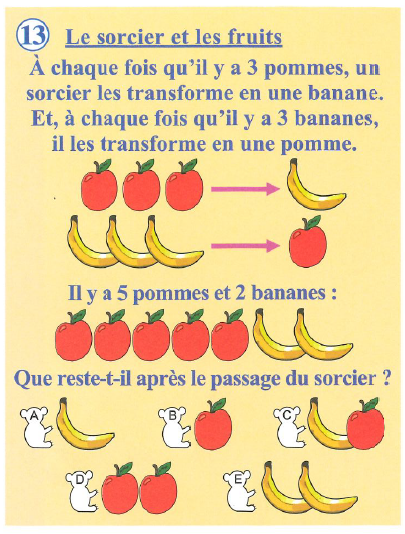 13 Le sorcier et les fruits
À chaque fois qu'il y a 3 pommes, un
sorcier les transforme en une banane.
Et, à chaque fois qu'il y a 3 bananes,
il les transforme en une pomme.
Il y a 5 pommes et 2 bananes :
Que reste-t-il après le passage du sorcier ?
A B C
D E